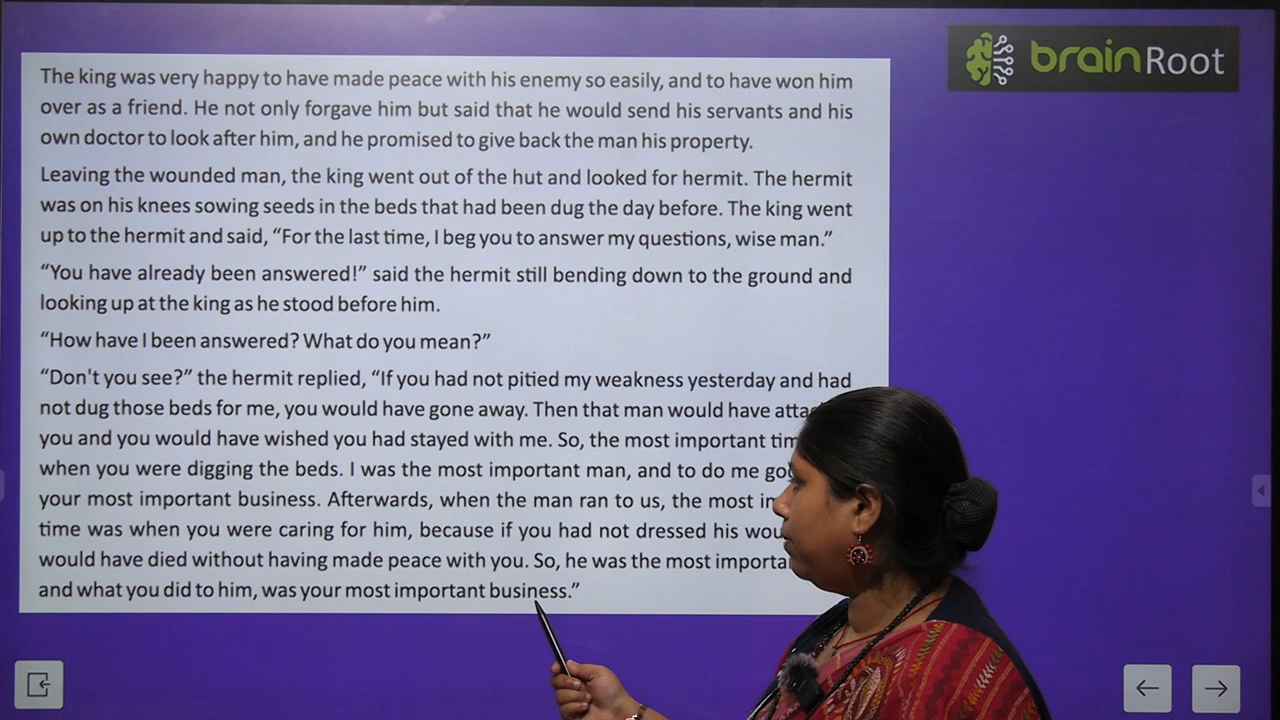 brainRoot
The king was very happy to have made peace with his enemy so easily, and to have won him
over as a friend. He not only forgave him but said that he would send his servants and his
own doctor to look after him, and he promised to give back the man his property.
Leaving the wounded man, the king went out of the hut and looked for hermit. The hermit
was on his knees sowing seeds in the beds that had been dug the day before. The king went
up to the hermit and said, “For the last time, I beg you to answer my questions, wise man.”
“You have already been answered!” said the hermit still bending down to the ground and
looking up at the king as he stood before him.
“How have I been answered? What do you mean?”
“Don't you see?” the hermit replied, “If you had not pitied my weakness yesterday and had
not dug those beds for me, you would have gone away. Then that man would have
you and you would have wished you had stayed with me. So, the most important
when you were digging the beds. I was the most important man, and to do me
your most important business. Afterwards, when the man ran to us, the most
time was when you were caring for him, because if you had not dressed his
would have died without having made peace with you. So, he was the most
and what you did to him, was your most important business.”